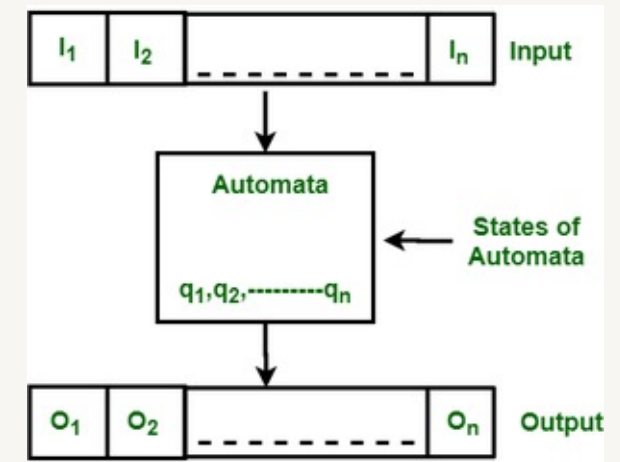 I1 I2 ---------- In Input
Automata
States of
Automata
q1,q2,---------qn
O1 O2 ---------- On Output